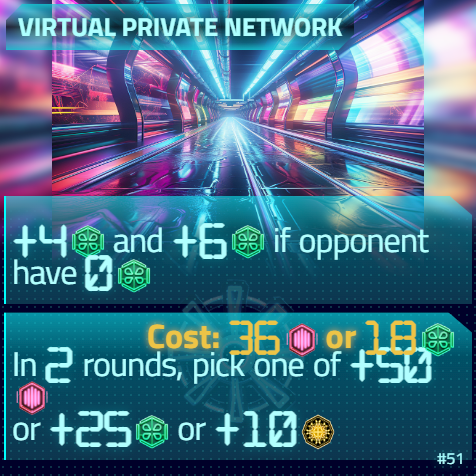 VIRTUAL PRIVATE NETWORK
+4 and +6 if opponent
have 0
Cost: 36 or 18
In 2 rounds, pick one of +50
or +25 or +10
#51